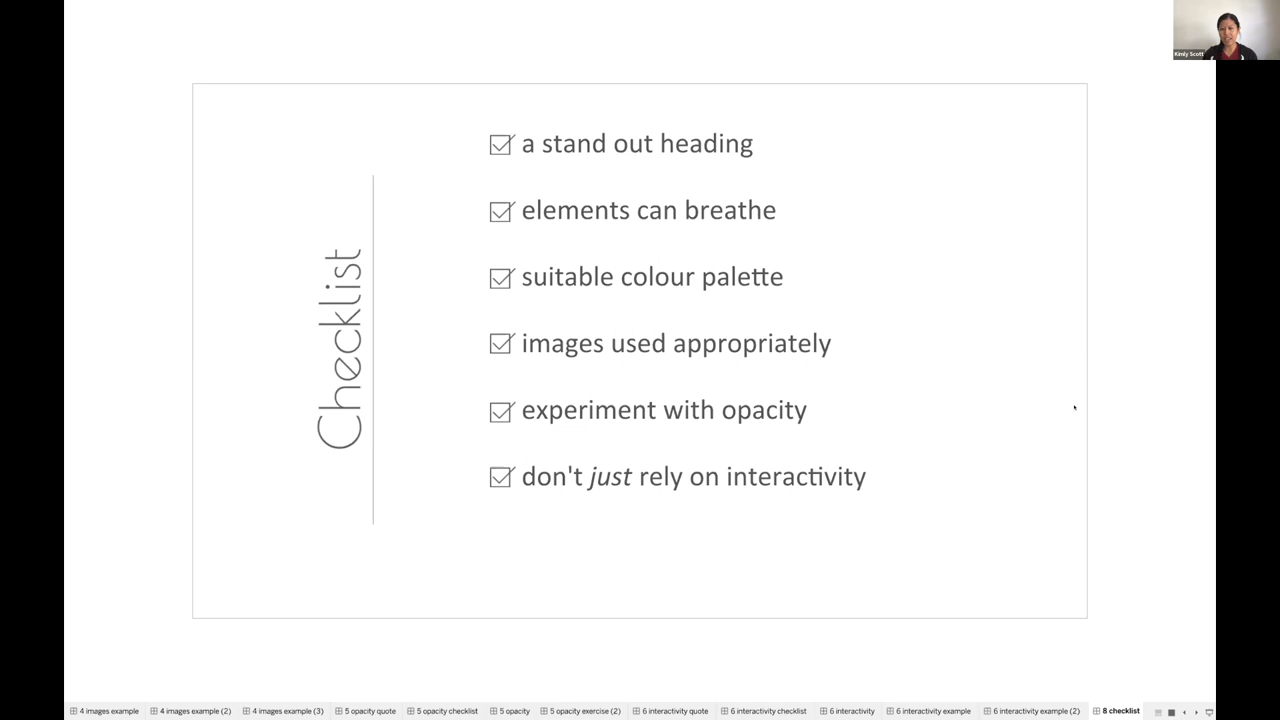 Kimly Scott
Checklist
a stand out heading
elements can breathe
suitable colour palette
images used appropriately
experiment with opacity
don't just rely on interactivity
4 images example
4 images example (2)
4 images example (3)
5 opacity quote
5 opacity checklist
5 opacity
5 opacity exercise (2)
6 interactivity quote
6 interactivity checklist
6 interactivity
6 interactivity example
6 interactivity example (2)
8 checklist